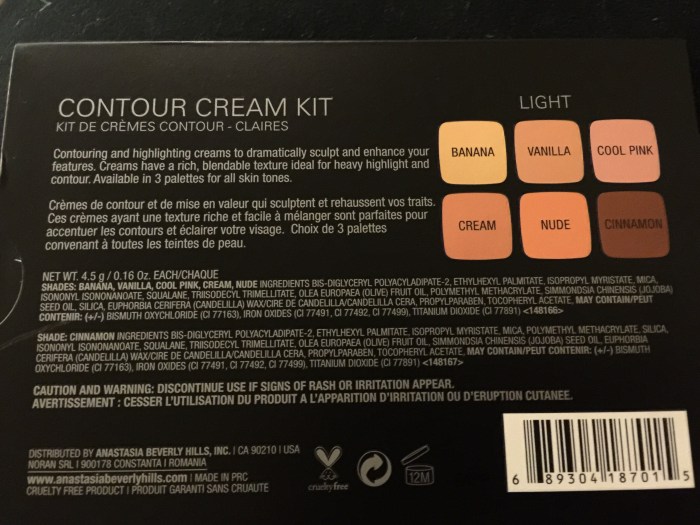 CONTOUR CREAM KIT
KIT DE CRÈMES CONTOUR - CLAIRES
Contouring and highlighting creams to dramatically sculpt and enhance your
features. Creams have a rich, blendable texture ideal for heavy highlight and
contour. Available in 3 palettes for all skin tones.
Crèmes de contour et de mise en valeur qui sculptent et rehaussent vos traits.
Ces crèmes ayant une texture riche et facile à mélanger sont parfaites pour
accentuer les contours et éclairer votre visage. Choix de 3 palettes
convenant à toutes les teintes de peau.
LIGHT
BANANA
VANILLA
COOL PINK
CREAM
NUDE
CINNAMON
NET WT. 4.5 g / 0.16 Oz. EACH/CHAQUE
SHADES: BANANA, VANILLA, COOL PINK, CREAM, NUDE INGREDIENTS BIS-DIGLYCERYL POLYACYLADIPATE-2, ETHYLHEXYL PALMITATE, ISOPROPYL MYRISTATE, MICA,
ISONONYL ISONONANOATE, SQUALANE, TRIISODECYL TRIMELLITATE, OLEA EUROPAEA (OLIVE) FRUIT OIL, POLYMETHYL METHACRYLATE, SIMMONDSIA CHINENSIS (JOJOBA)
SEED OIL, SILICA, EUPHORBIA CERIFERA (CANDELILLA) WAX/CIRE DE CANDELILLA/CANDELILLA CERA, PROPYLPARABEN, TOCOPHERYL ACETATE. MAY CONTAIN/PEUT
CONTENIR: (+/-) BISMUTH OXYCHLORIDE (CI 77163), IRON OXIDES (CI 77491, CI 77492, CI 77499), TITANIUM DIOXIDE (CI 77891) <148166>
SHADE: CINNAMON INGREDIENTS BIS-DIGLYCERYL POLYACYLADIPATE-2, ETHYLHEXYL PALMITATE, ISOPROPYL MYRISTATE, MICA, POLYMETHYL METHACRYLATE, SILICA,
ISONONYL ISONONANOATE, SQUALANE, TRIISODECYL TRIMELLITATE, OLEA EUROPAEA (OLIVE) FRUIT OIL, SIMMONDSIA CHINENSIS (JOJOBA) SEED OIL, EUPHORBIA
CERIFERA (CANDELILLA) WAX/CIRE DE CANDELILLA/CANDELILLA CERA, PROPYLPARABEN, TOCOPHERYL ACETATE. MAY CONTAIN/PEUT CONTENIR: (+/-) BISMUTH
OXYCHLORIDE (CI 77163), IRON OXIDES (CI 77491, CI 77492, CI 77499), TITANIUM DIOXIDE (CI 77891) <148167>
CAUTION AND WARNING: DISCONTINUE USE IF SIGNS OF RASH OR IRRITATION APPEAR.
AVERTISSEMENT : CESSER L'UTILISATION DU PRODUIT A L'APPARITION D'IRRITATION OU D'ERUPTION CUTANEE.
DISTRIBUTED BY ANASTASIA BEVERLY HILLS, INC. | CA 90210 | USA
NORAN SRL | 900178 CONSTANTA | ROMANIA
www.anastasiabeverlyhills.com | MADE IN PRC
CRUELTY FREE PRODUCT | PRODUIT GARANTI SANS CRUAUTE
crueltyfree
12M
6 89304 18701 5